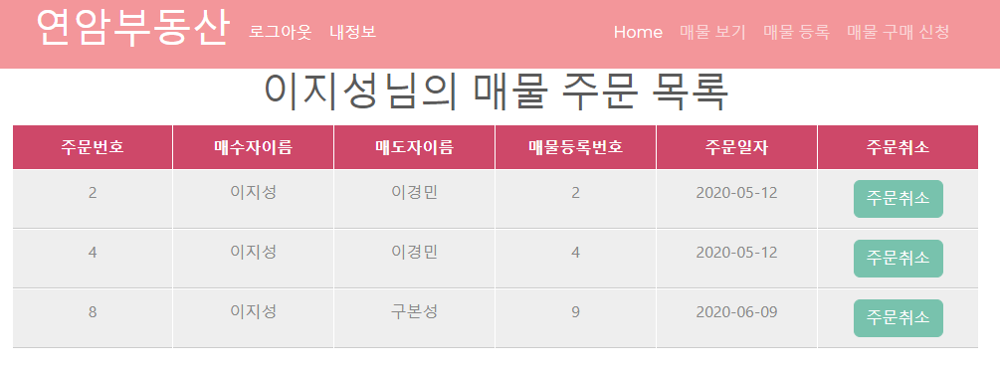 연암부동산 로그아웃 내정보 Home 매물 보기 매물 등록 매물 구매 신청
이지성님의 매물 주문 목록
주문번호 매수자이름 매도자이름 매물등록번호 주문일자 주문취소
2 이지성 이경민 2 2020-05-12 주문취소
4 이지성 이경민 4 2020-05-12 주문취소
8 이지성 구본성 9 2020-06-09 주문취소